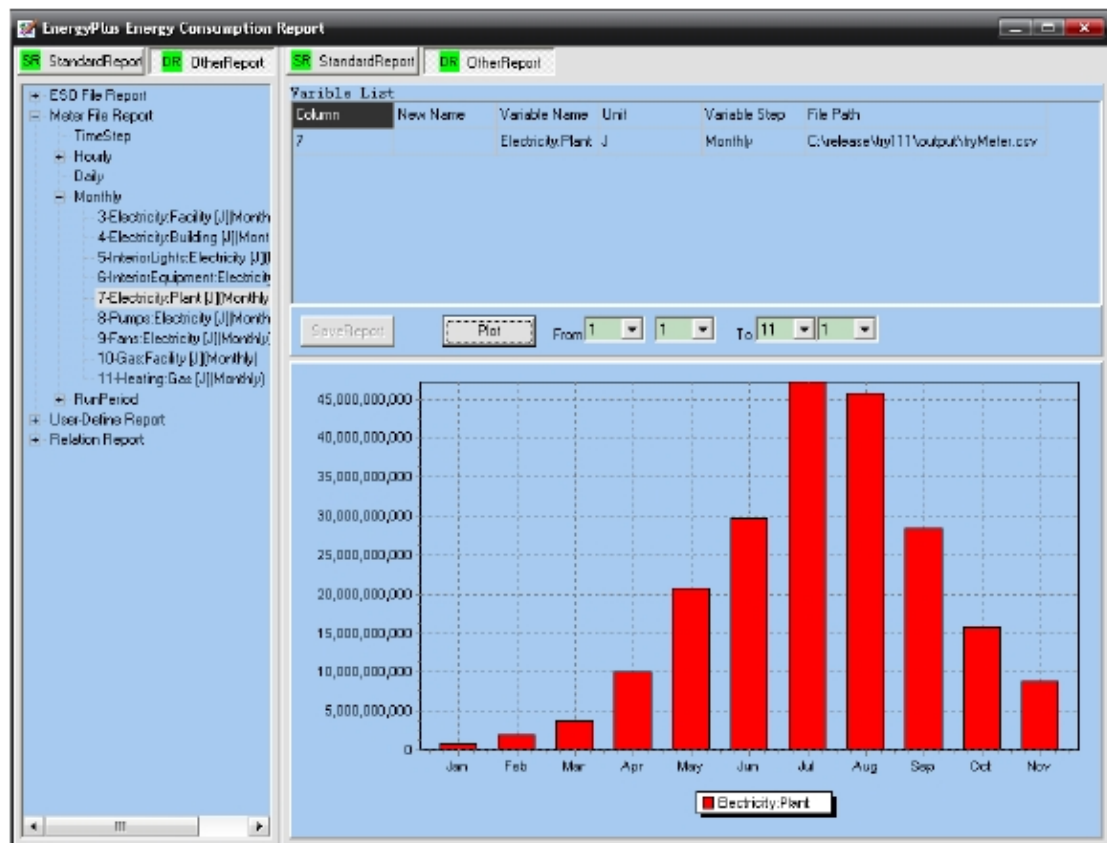 EnergyPlus Energy Consumption Report
SR StandardReport DR OtherReport
ESO File Report
Meter File Report
TimeStep
Hourly
Daily
Monthly
3-Electricity:Facility [J](Month
4-Electricity:Building [J](Mont
5-InteriorLights:Electricity [J](
6-InteriorEquipment:Electricity
7-Electricity:Plant [J](Monthly
8-Pumps:Electricity [J](Month
9-Fans:Electricity [J](Monthly
10-Gas:Facility [J](Monthly)
11-Heating:Gas [J](Monthly)
RunPeriod
User-Define Report
Relation Report
SR StandardReport DR OtherReport
Varible List
Column New Name Variable Name Unit Variable Step File Path
7 Electricity:Plant J Monthly C:\release\try111\output\tryMeter.csv
SaveReport Plot From 1 1 To 11 1
45,000,000,000
40,000,000,000
35,000,000,000
30,000,000,000
25,000,000,000
20,000,000,000
15,000,000,000
10,000,000,000
5,000,000,000
0
Jan Feb Mar Apr May Jun Jul Aug Sep Oct Nov
Electricity:Plant